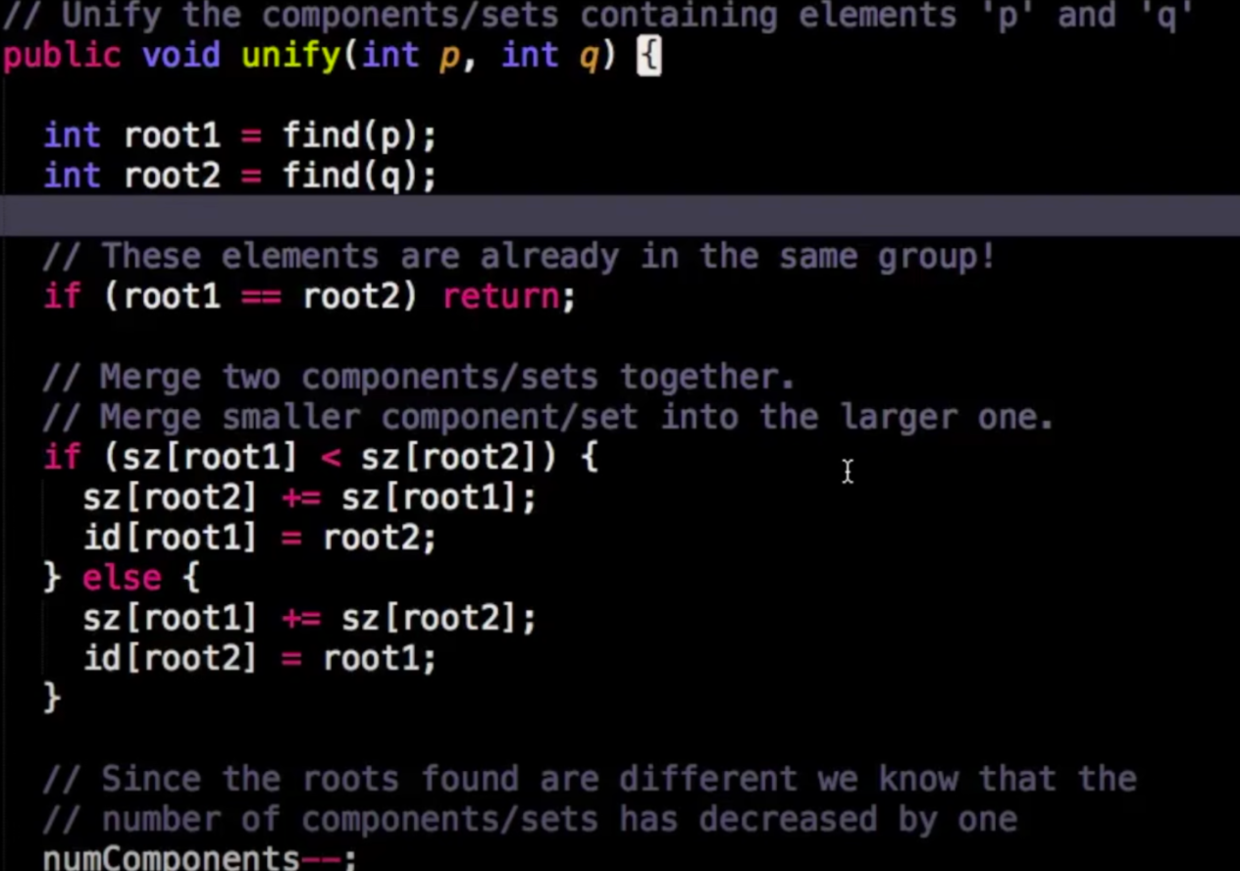 // Unify the components/sets containing elements 'p' and 'q'
public void unify(int p, int q) {
int root1 = find(p);
int root2 = find(q);
// These elements are already in the same group!
if (root1 == root2) return;
// Merge two components/sets together.
// Merge smaller component/set into the larger one.
if (sz[root1] < sz[root2]) {
sz[root2] += sz[root1];
id[root1] = root2;
} else {
sz[root1] += sz[root2];
id[root2] = root1;
}
// Since the roots found are different we know that the
// number of components/sets has decreased by one
numComponents--;